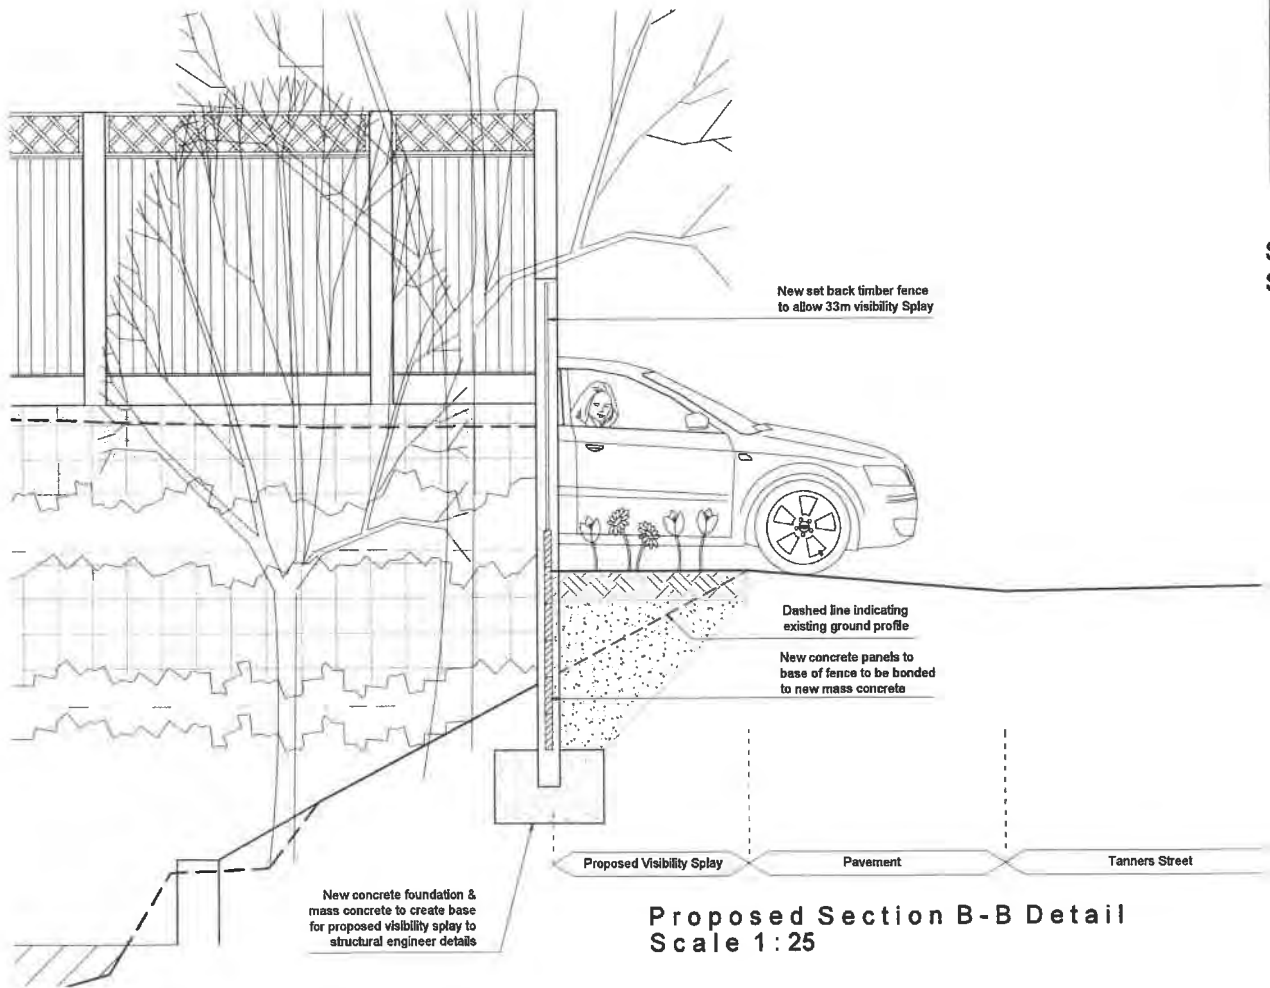 New set back timber fence
to allow 33m visibility Splay
Dashed line indicating
existing ground profile
New concrete panels to
base of fence to be bonded
to new mass concrete
Proposed Visibility Splay
Pavement
Tanners Street
New concrete foundation &
mass concrete to create base
for proposed visibility splay to
structural engineer details
Proposed Section B-B Detail
Scale 1:25